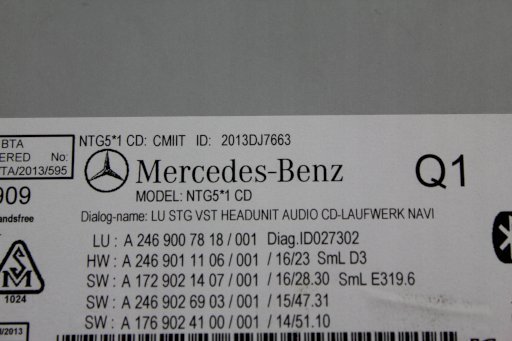 BTA
ERED No:
TA/2013/595
NTG5*1 CD: CMIIT ID: 2013DJ7663
Mercedes-Benz
Q1
MODEL: NTG5*1 CD
909
andsfree
Dialog-name: LU STG VST HEADUNIT AUDIO CD-LAUFWERK NAVI
LU : A 246 900 78 18 / 001 Diag.ID027302
HW : A 246 901 11 06 / 001 / 16/23 SmL D3
SW : A 172 902 14 07 / 001 / 16/28.30 SmL E319.6
SW : A 246 902 69 03 / 001 / 15/47.31
SW : A 176 902 41 00 / 001 / 14/51.10
1024
/2013